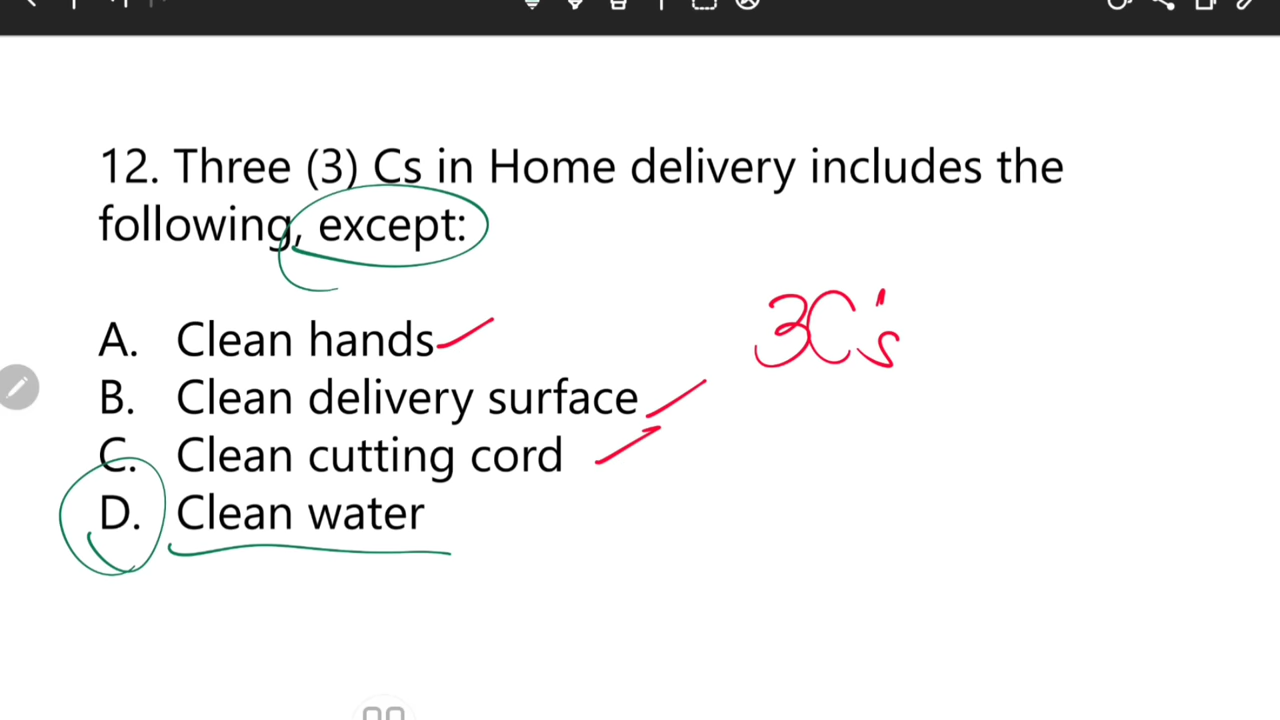 12. Three (3) Cs in Home delivery includes the
following, except:
A. Clean hands
3C's
B. Clean delivery surface
C. Clean cutting cord
D. Clean water